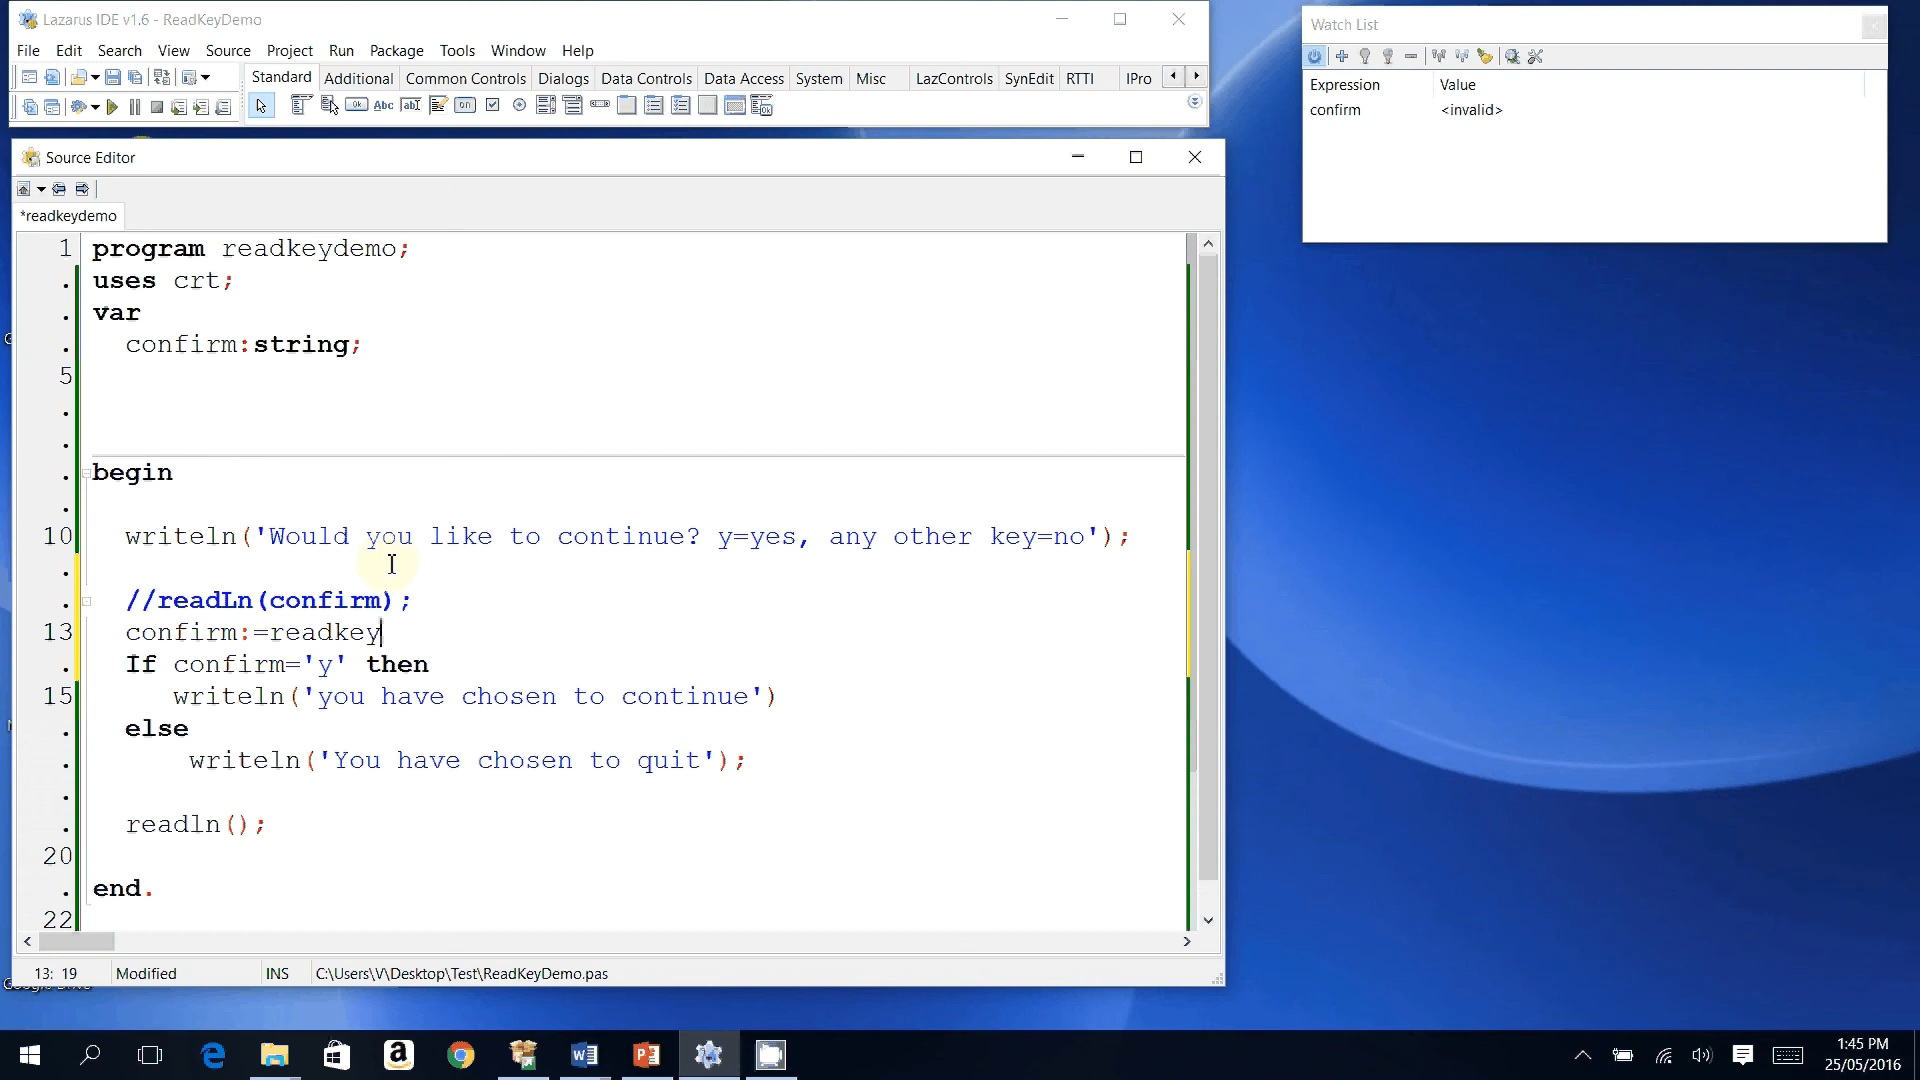 Lazarus IDE v1.6 - ReadKeyDemo
File Edit Search View Source Project Run Package Tools Window Help
Standard Additional Common Controls Dialogs Data Controls Data Access System Misc LazControls SynEdit RTTI IPro
Ok Abc abI on
Watch List
Expression Value
confirm <invalid>
Source Editor
*readkeydemo
1 program readkeydemo;
. uses crt;
. var
. confirm:string;
5
.
.
. begin
.
10 writeln('Would you like to continue? y=yes, any other key=no');
.
. //readLn(confirm);
13 confirm:=readkey
. If confirm='y' then
15 writeln('you have chosen to continue')
. else
. writeln('You have chosen to quit');
.
. readln();
20
. end.
22
13: 19 Modified INS C:\Users\V\Desktop\Test\ReadKeyDemo.pas
1:45 PM
25/05/2016